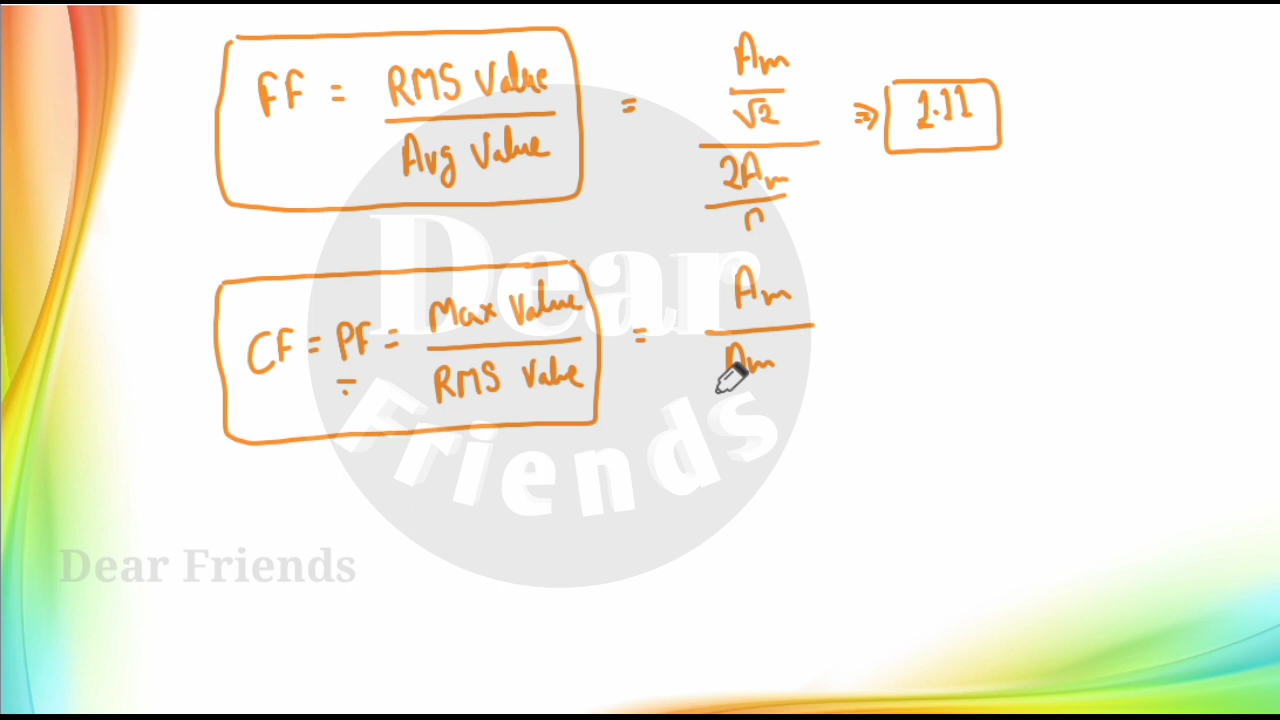 FF = RMS Value / Avg Value = Am/√2 / 2Am/π ⇒ 1.11
CF = PF = Max Value / RMS Value = Am / Am
Dear
Friends
Dear Friends